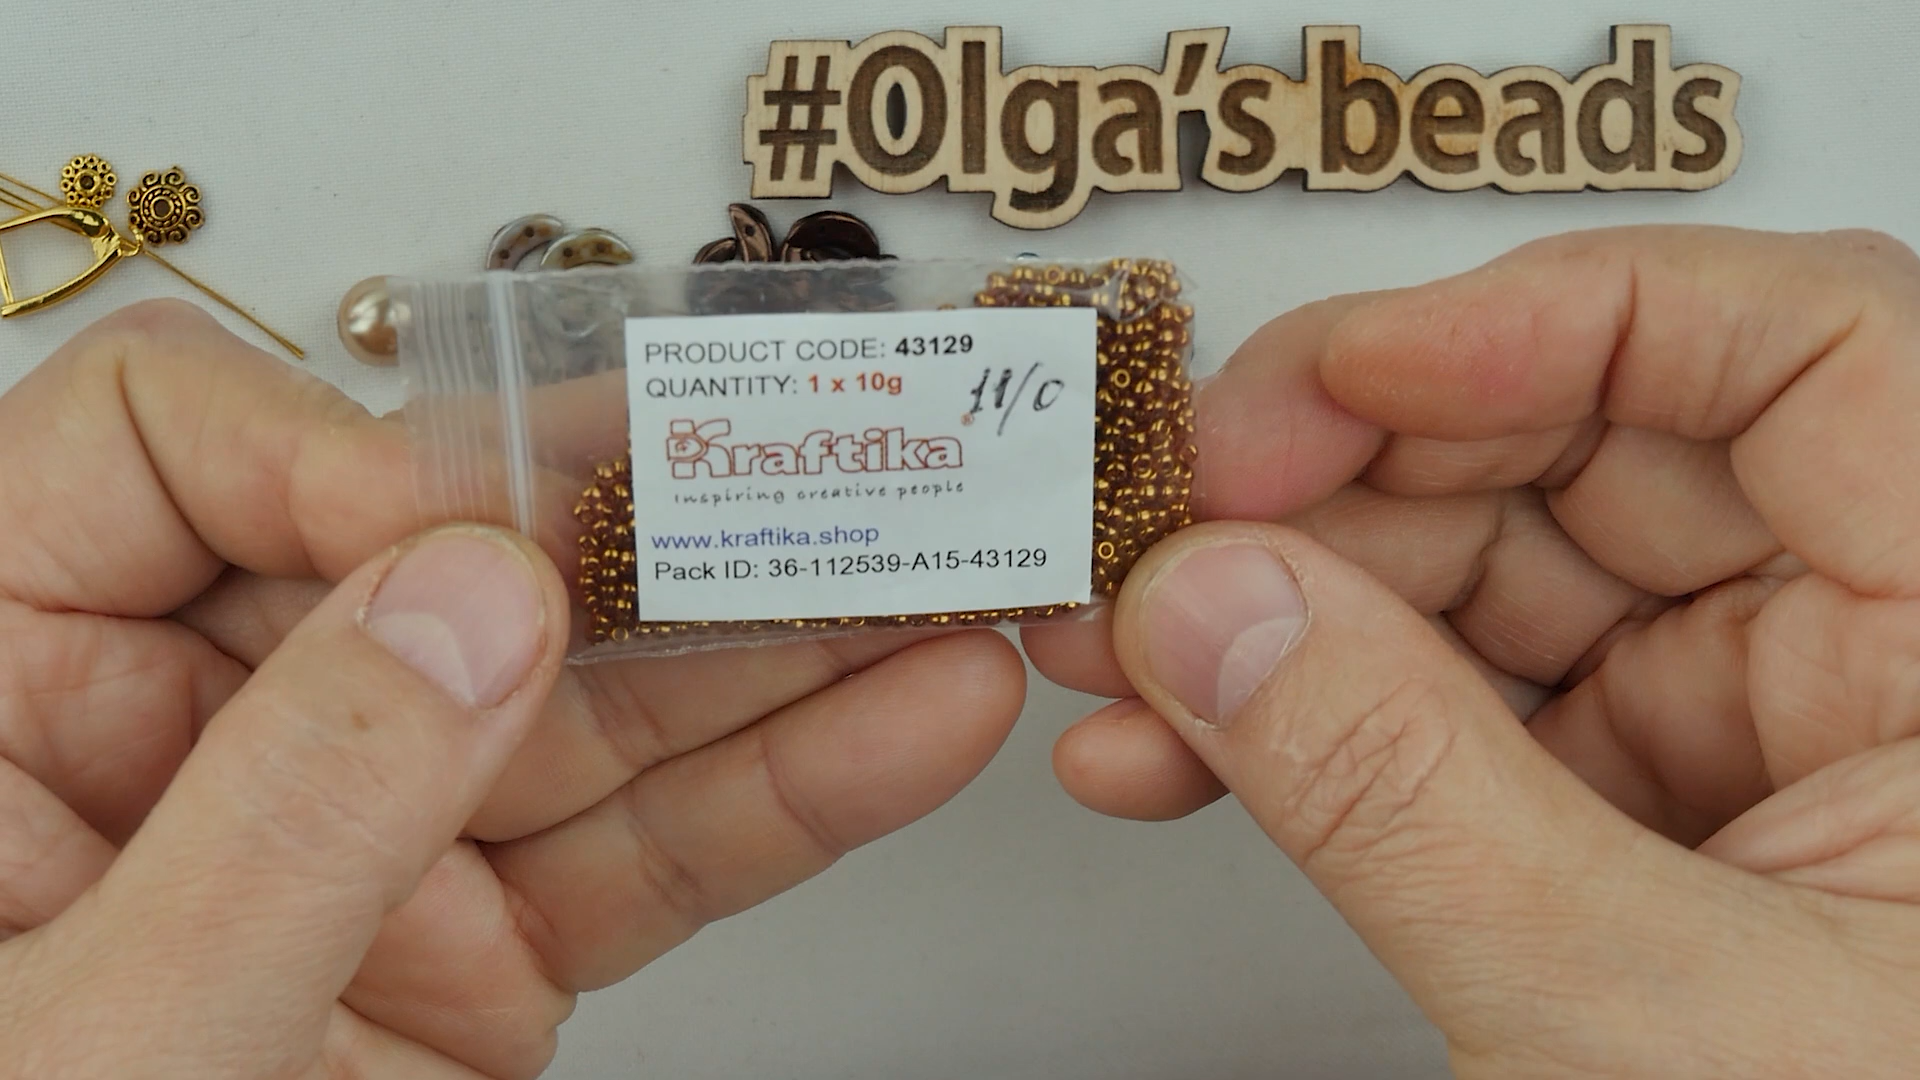 #Olga's beads
PRODUCT CODE: 43129
QUANTITY: 1 x 10g
11/0
Kraftika®
Inspiring creative people
www.kraftika.shop
Pack ID: 36-112539-A15-43129